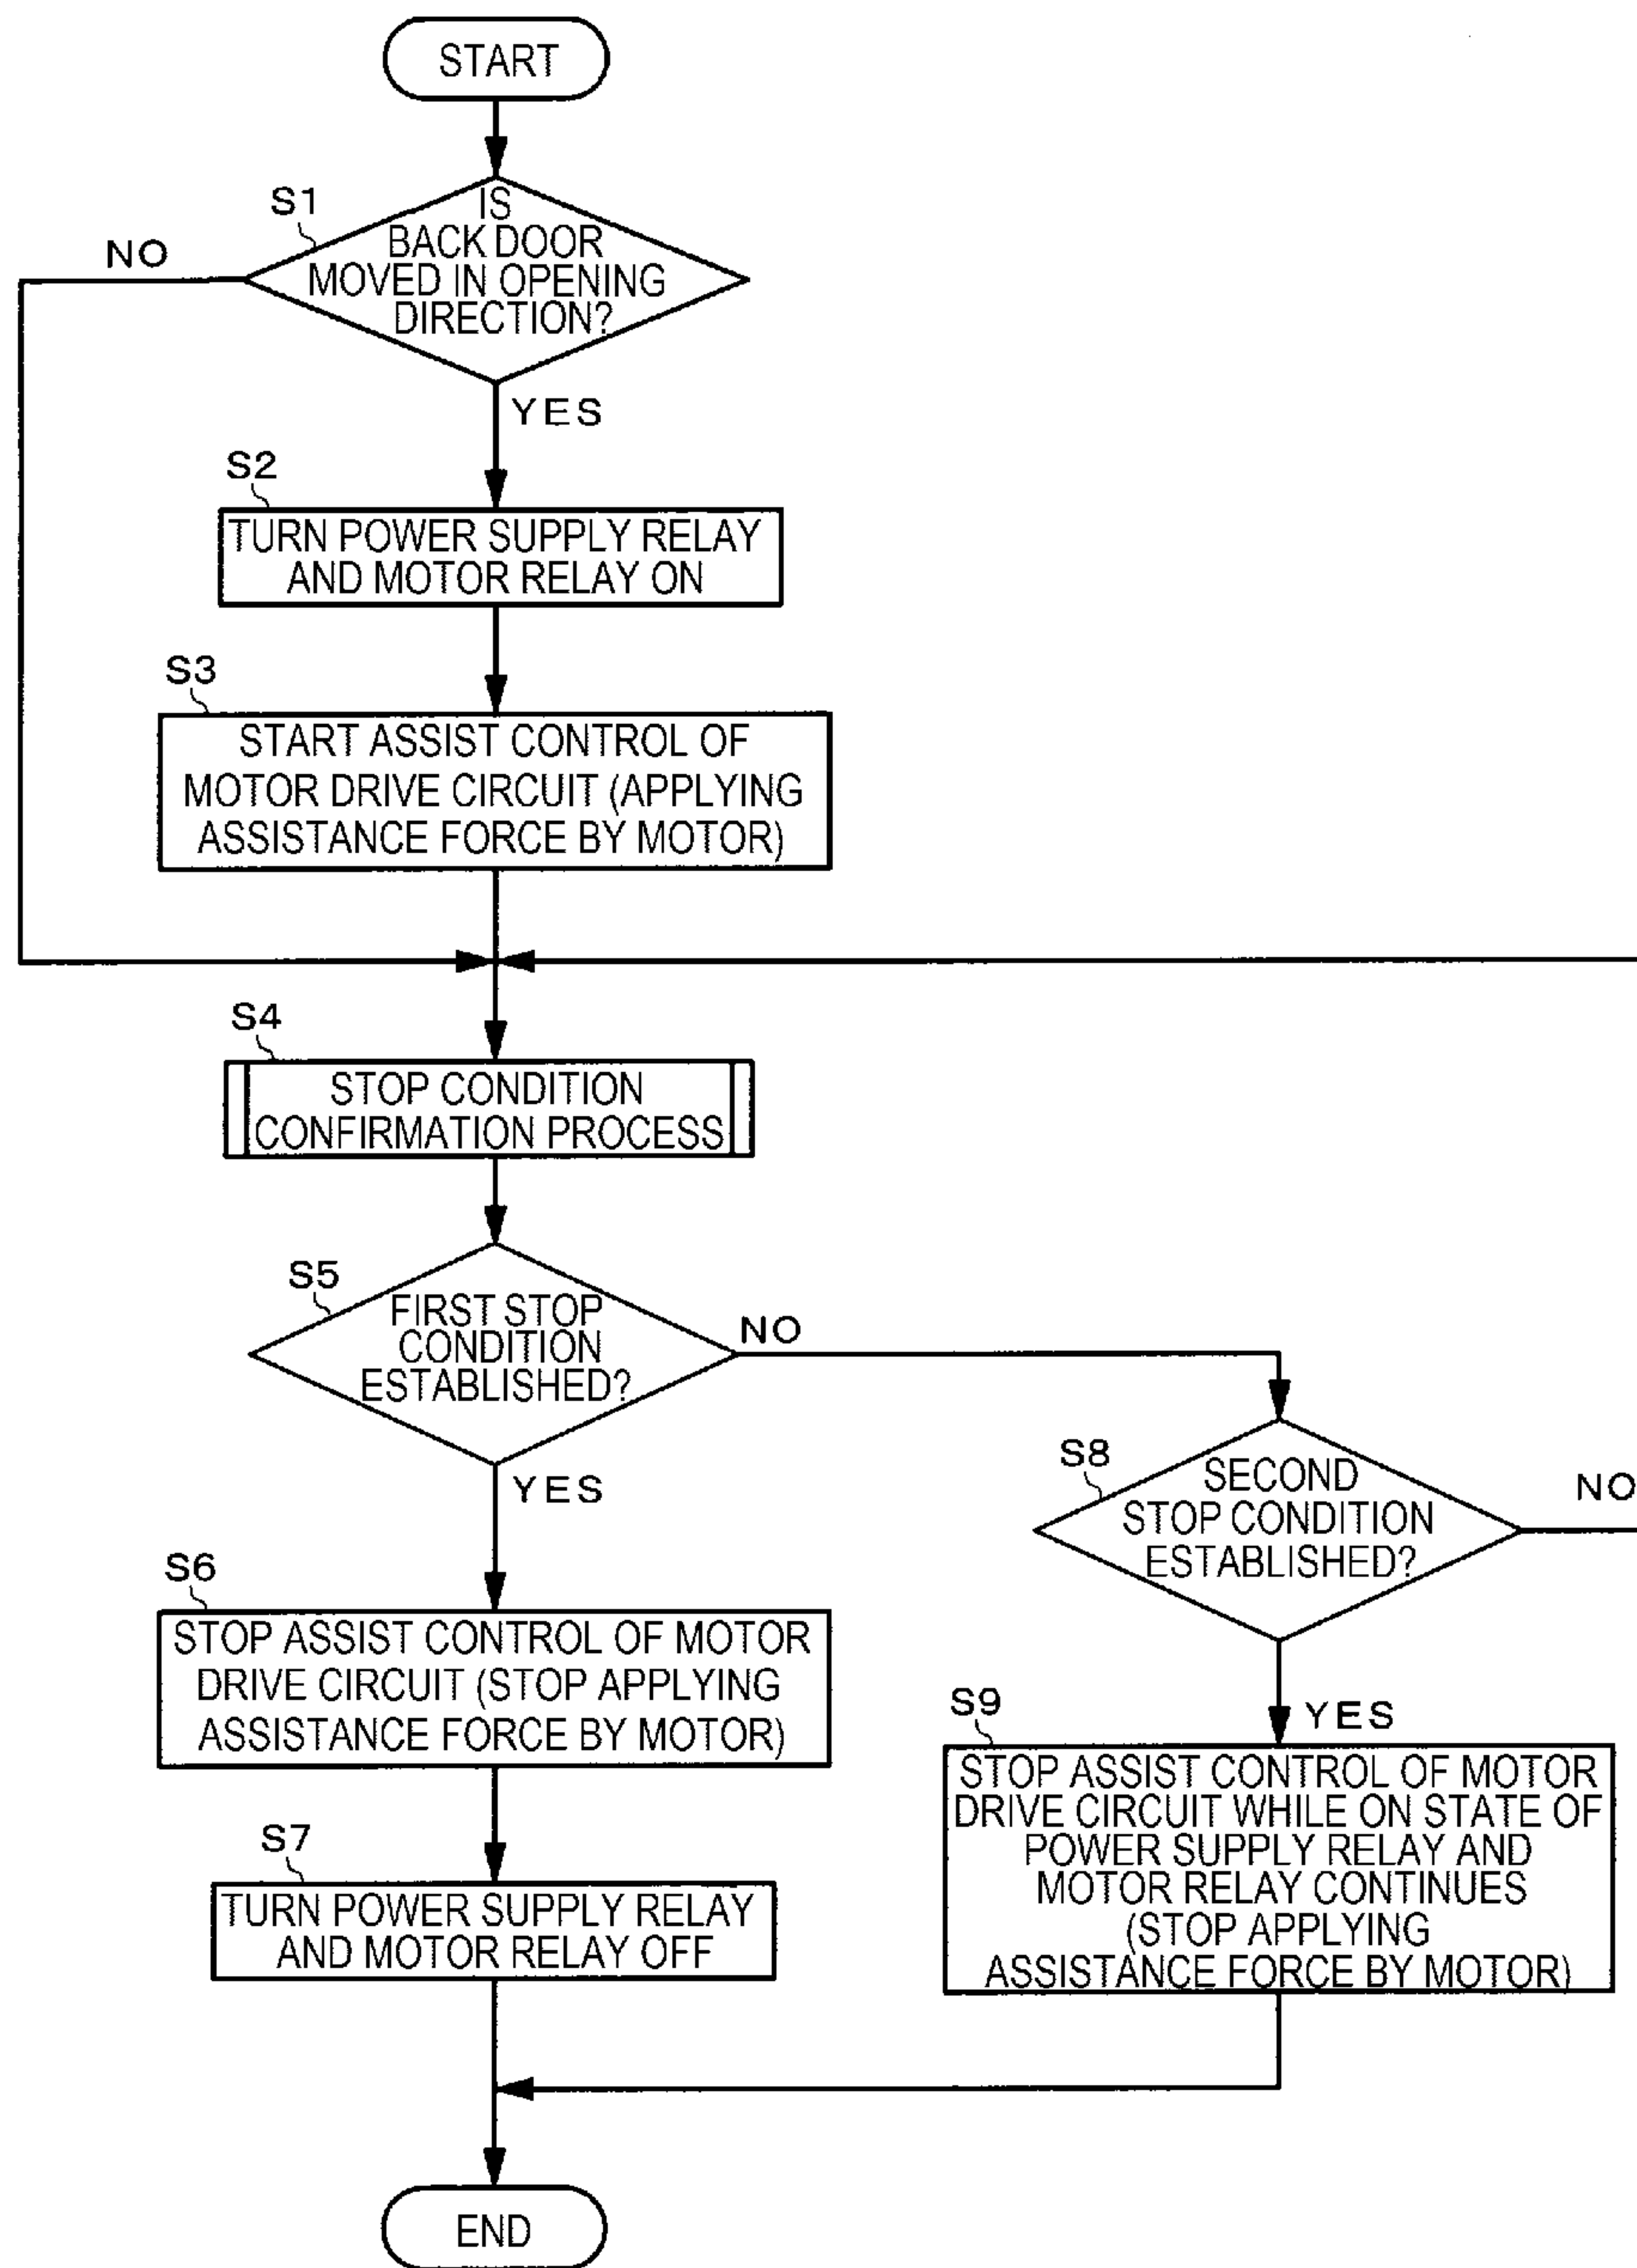 START
S1
IS
BACK DOOR
MOVED IN OPENING
DIRECTION?
NO
YES
S2
TURN POWER SUPPLY RELAY
AND MOTOR RELAY ON
S3
START ASSIST CONTROL OF
MOTOR DRIVE CIRCUIT (APPLYING
ASSISTANCE FORCE BY MOTOR)
S4
STOP CONDITION
CONFIRMATION PROCESS
S5
FIRST STOP
CONDITION
ESTABLISHED?
NO
YES
S6
STOP ASSIST CONTROL OF MOTOR
DRIVE CIRCUIT (STOP APPLYING
ASSISTANCE FORCE BY MOTOR)
S7
TURN POWER SUPPLY RELAY
AND MOTOR RELAY OFF
S8
SECOND
STOP CONDITION
ESTABLISHED?
NO
YES
S9
STOP ASSIST CONTROL OF MOTOR
DRIVE CIRCUIT WHILE ON STATE OF
POWER SUPPLY RELAY AND
MOTOR RELAY CONTINUES
(STOP APPLYING
ASSISTANCE FORCE BY MOTOR)
END